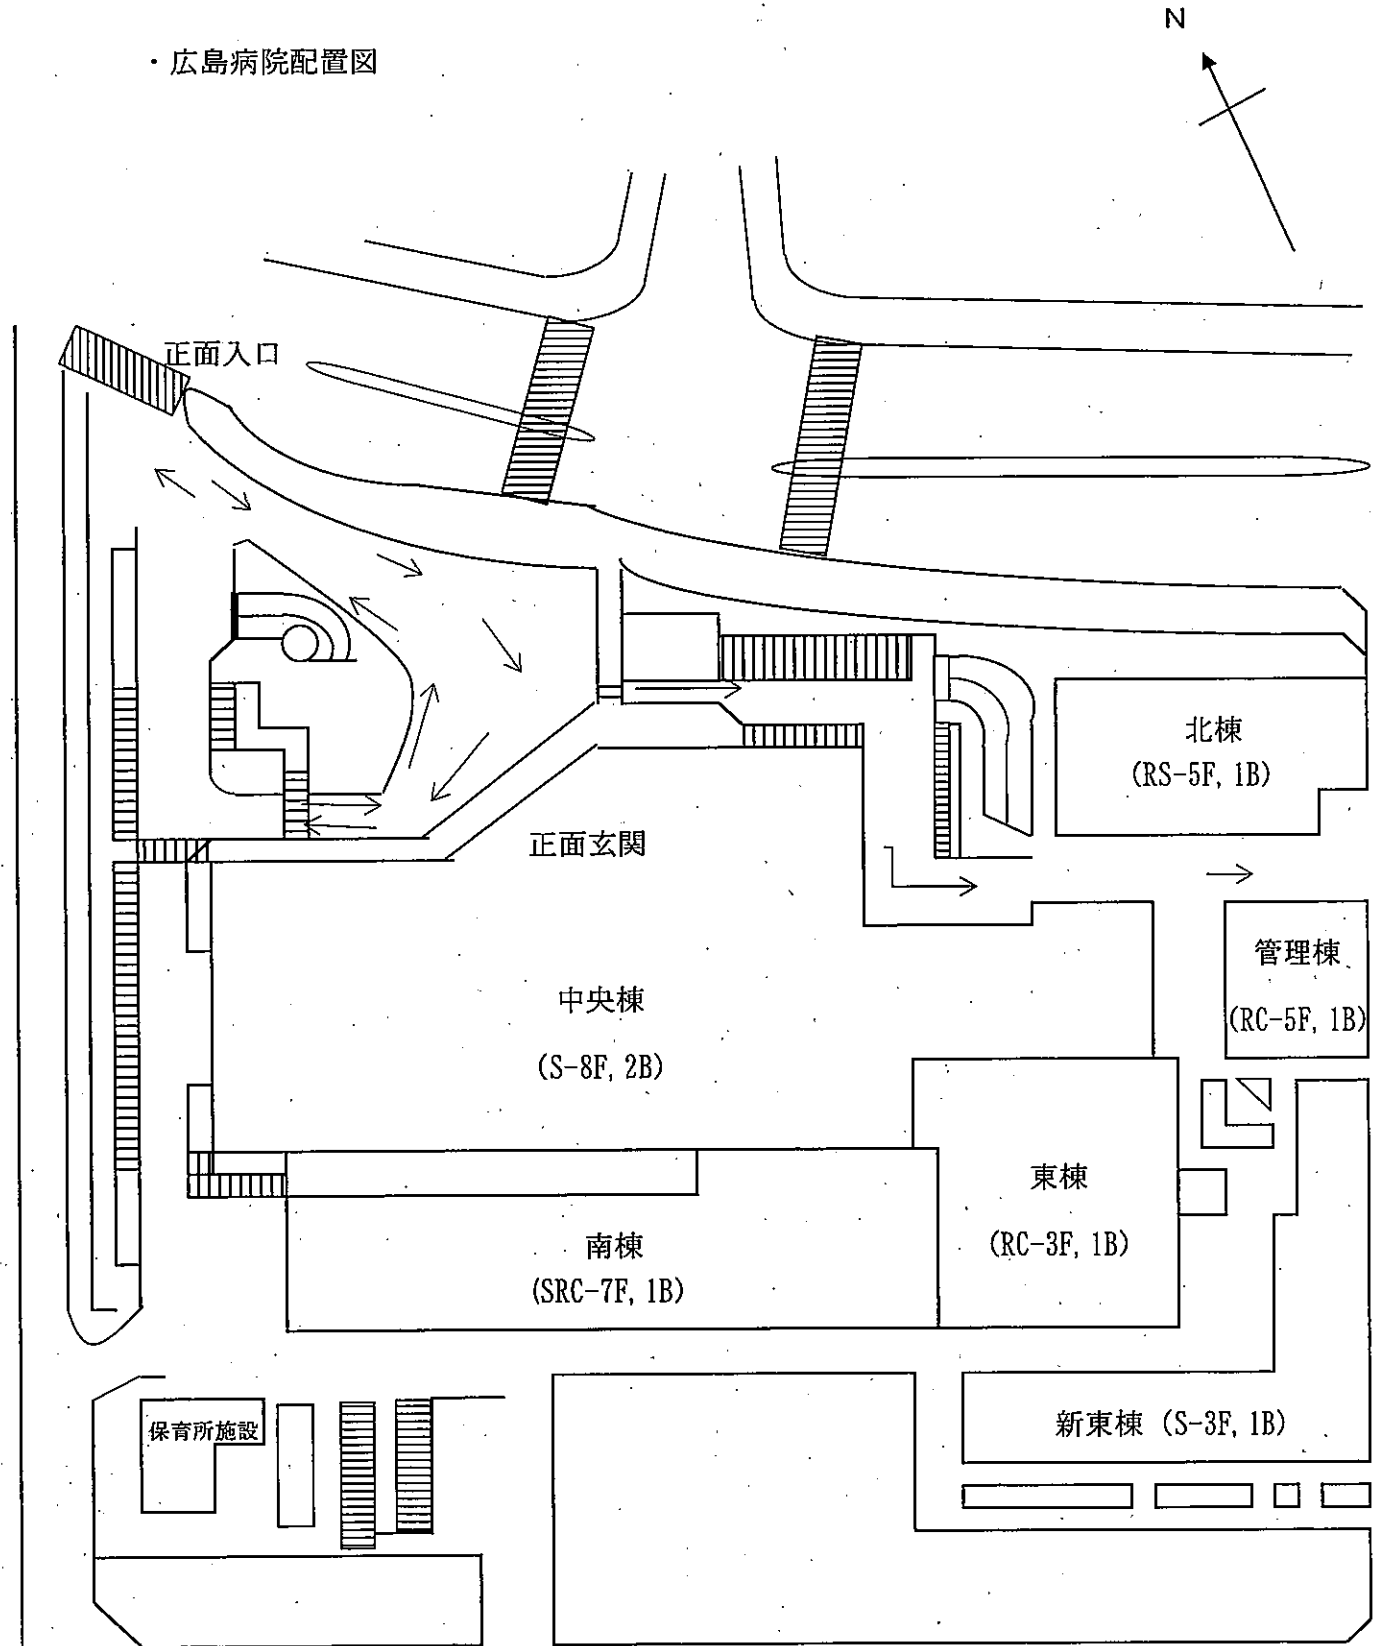 N
・広島病院配置図
正面入口
北棟
(RS-5F, 1B)
正面玄関
管理棟
(RC-5F, 1B)
中央棟
(S-8F, 2B)
東棟
(RC-3F, 1B)
南棟
(SRC-7F, 1B)
保育所施設
新東棟 (S-3F, 1B)